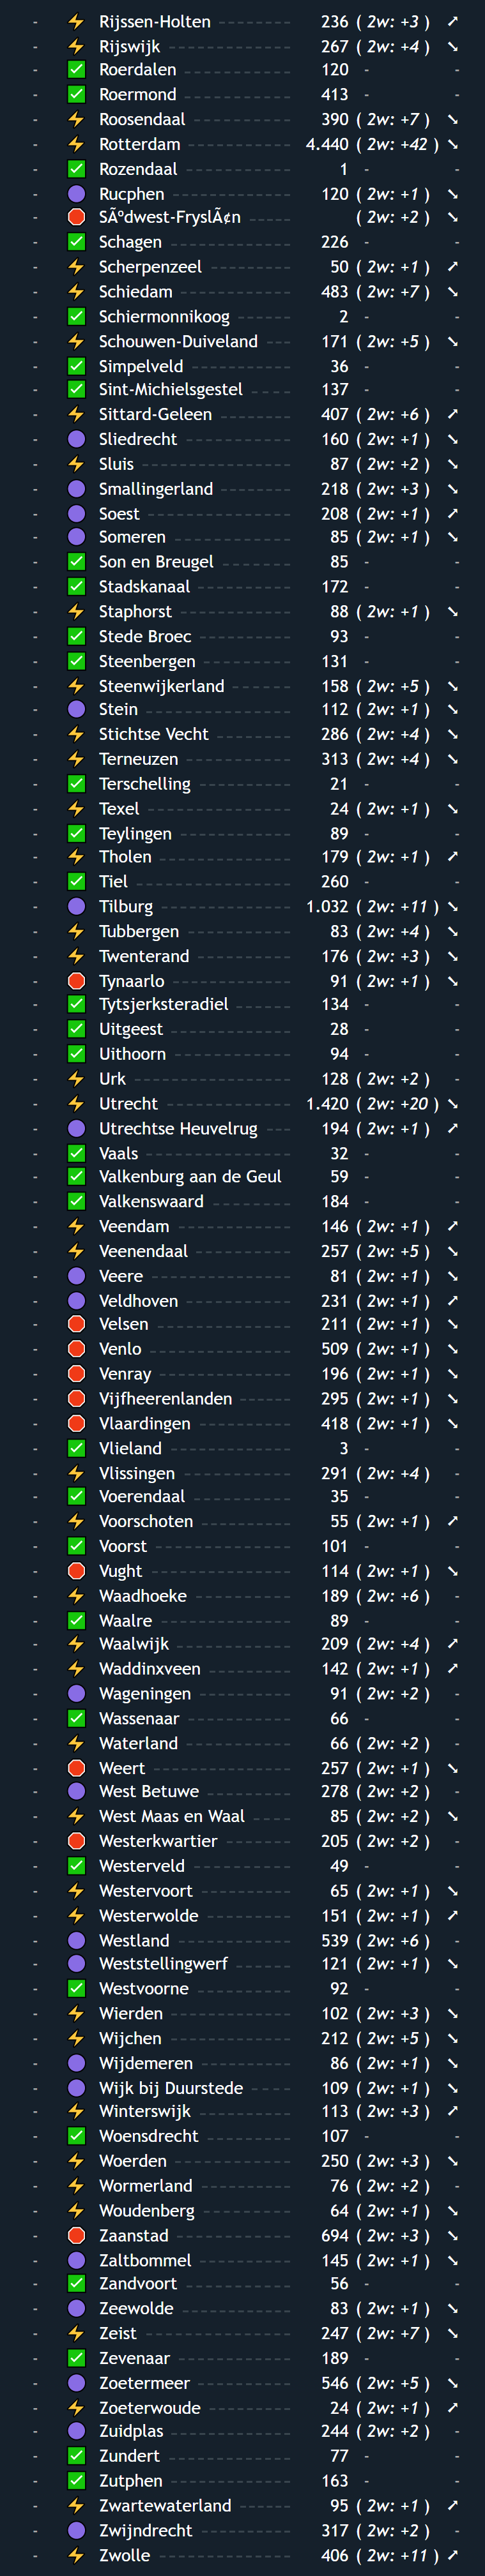 - ⚡ Rijssen-Holten 236 ( 2w: +3 ) ➚
- ⚡ Rijswijk 267 ( 2w: +4 ) ➘
- ✅ Roerdalen 120 - -
- ✅ Roermond 413 - -
- ⚡ Roosendaal 390 ( 2w: +7 ) ➘
- ⚡ Rotterdam 4.440 ( 2w: +42 ) ➘
- ✅ Rozendaal 1 - -
- 🟣 Rucphen 120 ( 2w: +1 ) ➘
- 🛑 SÃºdwest-FryslÃ¢n ( 2w: +2 ) ➘
- ✅ Schagen 226 - -
- ⚡ Scherpenzeel 50 ( 2w: +1 ) ➚
- ⚡ Schiedam 483 ( 2w: +7 ) ➘
- ✅ Schiermonnikoog 2 - -
- ⚡ Schouwen-Duiveland 171 ( 2w: +5 ) ➘
- ✅ Simpelveld 36 - -
- ✅ Sint-Michielsgestel 137 - -
- ⚡ Sittard-Geleen 407 ( 2w: +6 ) ➚
- 🟣 Sliedrecht 160 ( 2w: +1 ) ➘
- ⚡ Sluis 87 ( 2w: +2 ) ➘
- 🟣 Smallingerland 218 ( 2w: +3 ) ➘
- 🟣 Soest 208 ( 2w: +1 ) ➚
- 🟣 Someren 85 ( 2w: +1 ) ➘
- ✅ Son en Breugel 85 - -
- ✅ Stadskanaal 172 - -
- ⚡ Staphorst 88 ( 2w: +1 ) ➘
- ✅ Stede Broec 93 - -
- ✅ Steenbergen 131 - -
- ⚡ Steenwijkerland 158 ( 2w: +5 ) ➘
- 🟣 Stein 112 ( 2w: +1 ) ➘
- ⚡ Stichtse Vecht 286 ( 2w: +4 ) ➘
- ⚡ Terneuzen 313 ( 2w: +4 ) ➘
- ✅ Terschelling 21 - -
- ⚡ Texel 24 ( 2w: +1 ) ➘
- ✅ Teylingen 89 - -
- ⚡ Tholen 179 ( 2w: +1 ) ➚
- ✅ Tiel 260 - -
- 🟣 Tilburg 1.032 ( 2w: +11 ) ➘
- ⚡ Tubbergen 83 ( 2w: +4 ) ➘
- ⚡ Twenterand 176 ( 2w: +3 ) ➘
- 🛑 Tynaarlo 91 ( 2w: +1 ) ➘
- ✅ Tytsjerksteradiel 134 - -
- ✅ Uitgeest 28 - -
- ✅ Uithoorn 94 - -
- ⚡ Urk 128 ( 2w: +2 ) -
- ⚡ Utrecht 1.420 ( 2w: +20 ) ➘
- 🟣 Utrechtse Heuvelrug 194 ( 2w: +1 ) ➚
- ✅ Vaals 32 - -
- ✅ Valkenburg aan de Geul 59 - -
- ✅ Valkenswaard 184 - -
- ⚡ Veendam 146 ( 2w: +1 ) ➚
- ⚡ Veenendaal 257 ( 2w: +5 ) ➘
- 🟣 Veere 81 ( 2w: +1 ) ➘
- 🟣 Veldhoven 231 ( 2w: +1 ) ➚
- 🛑 Velsen 211 ( 2w: +1 ) ➘
- 🛑 Venlo 509 ( 2w: +1 ) ➘
- 🛑 Venray 196 ( 2w: +1 ) ➘
- 🛑 Vijfheerenlanden 295 ( 2w: +1 ) ➘
- 🛑 Vlaardingen 418 ( 2w: +1 ) ➘
- ✅ Vlieland 3 - -
- ⚡ Vlissingen 291 ( 2w: +4 ) -
- ✅ Voerendaal 35 - -
- ⚡ Voorschoten 55 ( 2w: +1 ) ➚
- ✅ Voorst 101 - -
- 🛑 Vught 114 ( 2w: +1 ) ➘
- ⚡ Waadhoeke 189 ( 2w: +6 ) -
- ✅ Waalre 89 - -
- ⚡ Waalwijk 209 ( 2w: +4 ) ➚
- ⚡ Waddinxveen 142 ( 2w: +1 ) ➚
- 🟣 Wageningen 91 ( 2w: +2 ) -
- ✅ Wassenaar 66 - -
- ⚡ Waterland 66 ( 2w: +2 ) -
- 🛑 Weert 257 ( 2w: +1 ) ➘
- 🟣 West Betuwe 278 ( 2w: +2 ) -
- ⚡ West Maas en Waal 85 ( 2w: +2 ) ➘
- 🛑 Westerkwartier 205 ( 2w: +2 ) -
- ✅ Westerveld 49 - -
- ⚡ Westervoort 65 ( 2w: +1 ) ➘
- ⚡ Westerwolde 151 ( 2w: +1 ) ➚
- 🟣 Westland 539 ( 2w: +6 ) -
- 🟣 Weststellingwerf 121 ( 2w: +1 ) ➘
- ✅ Westvoorne 92 - -
- ⚡ Wierden 102 ( 2w: +3 ) ➘
- ⚡ Wijchen 212 ( 2w: +5 ) ➘
- 🟣 Wijdemeren 86 ( 2w: +1 ) ➘
- 🟣 Wijk bij Duurstede 109 ( 2w: +1 ) ➘
- ⚡ Winterswijk 113 ( 2w: +3 ) ➚
- ✅ Woensdrecht 107 - -
- ⚡ Woerden 250 ( 2w: +3 ) ➘
- ⚡ Wormerland 76 ( 2w: +2 ) -
- ⚡ Woudenberg 64 ( 2w: +1 ) ➘
- 🛑 Zaanstad 694 ( 2w: +3 ) ➘
- 🟣 Zaltbommel 145 ( 2w: +1 ) ➘
- ✅ Zandvoort 56 - -
- 🟣 Zeewolde 83 ( 2w: +1 ) ➘
- ⚡ Zeist 247 ( 2w: +7 ) ➘
- ✅ Zevenaar 189 - -
- 🟣 Zoetermeer 546 ( 2w: +5 ) ➘
- ⚡ Zoeterwoude 24 ( 2w: +1 ) ➚
- 🟣 Zuidplas 244 ( 2w: +2 ) -
- ✅ Zundert 77 - -
- ✅ Zutphen 163 - -
- ⚡ Zwartewaterland 95 ( 2w: +1 ) ➚
- 🟣 Zwijndrecht 317 ( 2w: +2 ) -
- ⚡ Zwolle 406 ( 2w: +11 ) ➚